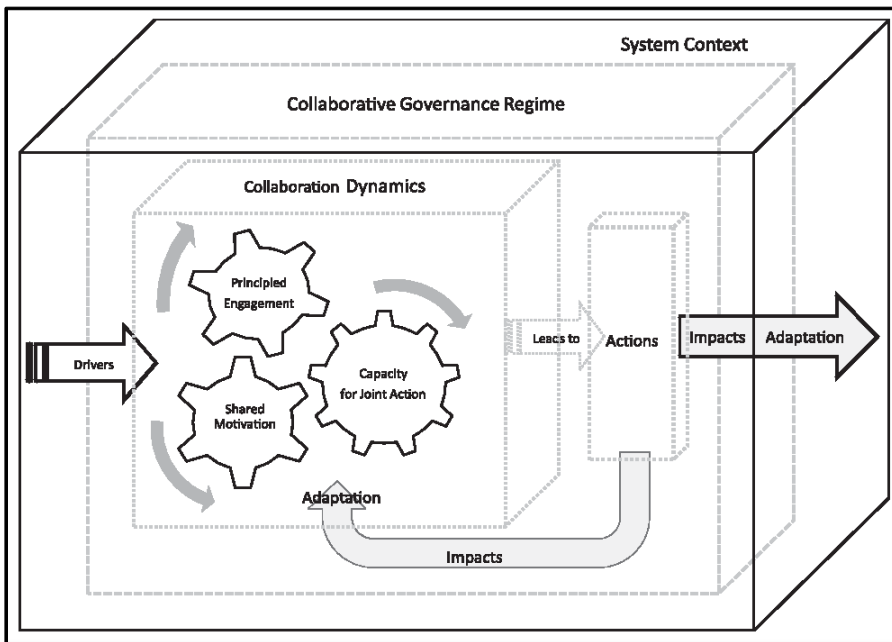 System Context
Collaborative Governance Regime
Collaboration Dynamics
Principled
Engagement
Drivers
Capacity
for Joint Action
Shared
Motivation
Leads to
Actions
Impacts
Adaptation
Adaptation
Impacts